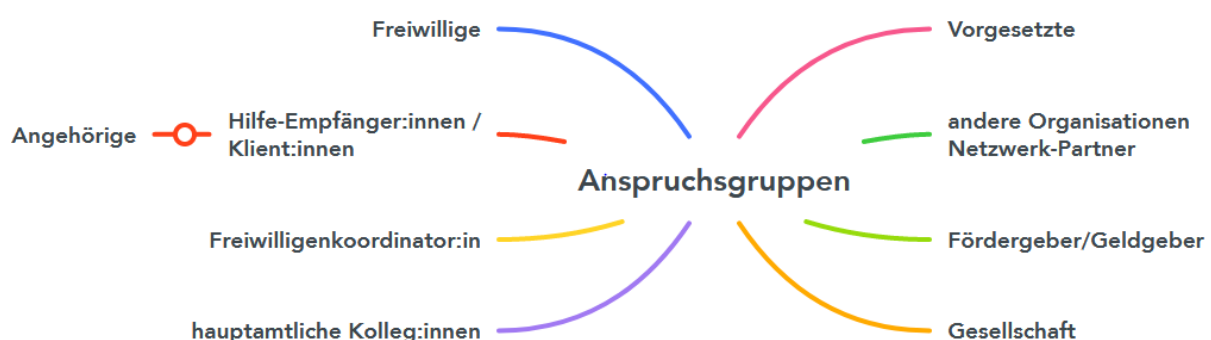 Freiwillige
Vorgesetzte
Angehörige
Hilfe-Empfänger:innen /
Klient:innen
andere Organisationen
Netzwerk-Partner
Anspruchsgruppen
Freiwilligenkoordinator:in
Fördergeber/Geldgeber
hauptamtliche Kolleg:innen
Gesellschaft